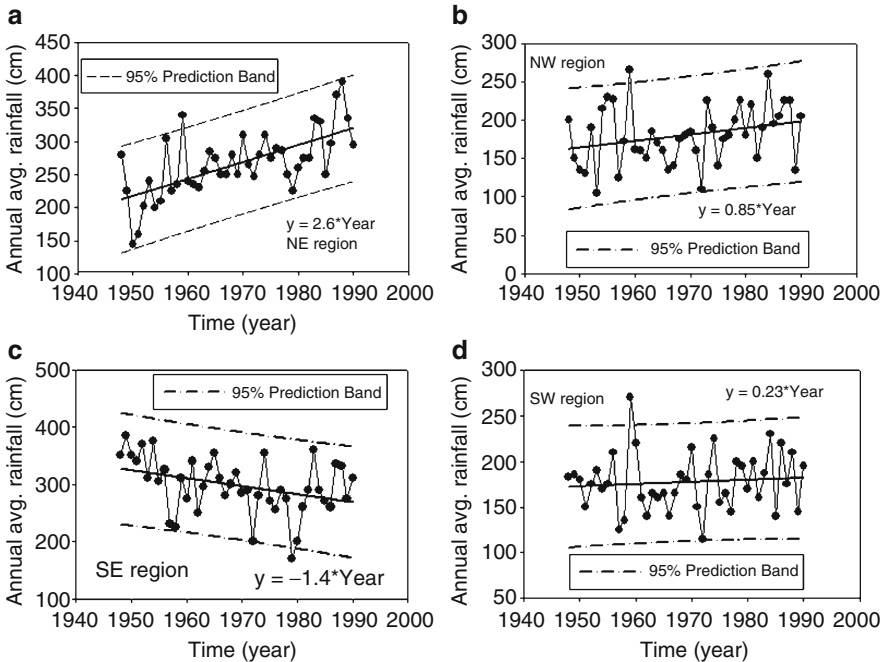 a
450
400
350
300
250
200
150
100
95% Prediction Band
y = 2.6*Year
NE region
Annual avg. rainfall (cm)
1940 1950 1960 1970 1980 1990 2000
Time (year)
b
300
250
200
150
100
50
0
NW region
y = 0.85*Year
95% Prediction Band
Annual avg. rainfall (cm)
1940 1950 1960 1970 1980 1990 2000
Time (year)
c
500
400
300
200
100
95% Prediction Band
SE region
y = −1.4*Year
Annual avg. rainfall (cm)
1940 1950 1960 1970 1980 1990 2000
Time (year)
d
300
250
200
150
100
50
SW region
y = 0.23*Year
95% Prediction Band
Annual avg. rainfall (cm)
1940 1950 1960 1970 1980 1990 2000
Time (year)